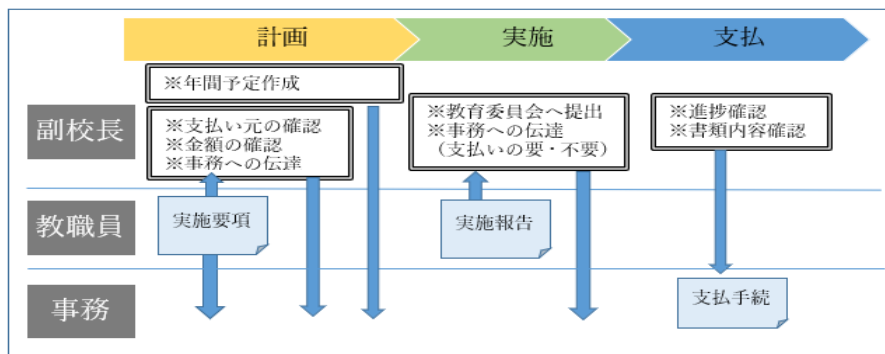 計画
実施
支払
※年間予定作成
副校長
※支払い元の確認
※金額の確認
※事務への伝達
※教育委員会へ提出
※事務への伝達
（支払いの要・不要）
※進捗確認
※書類内容確認
教職員
実施要項
実施報告
事務
支払手続